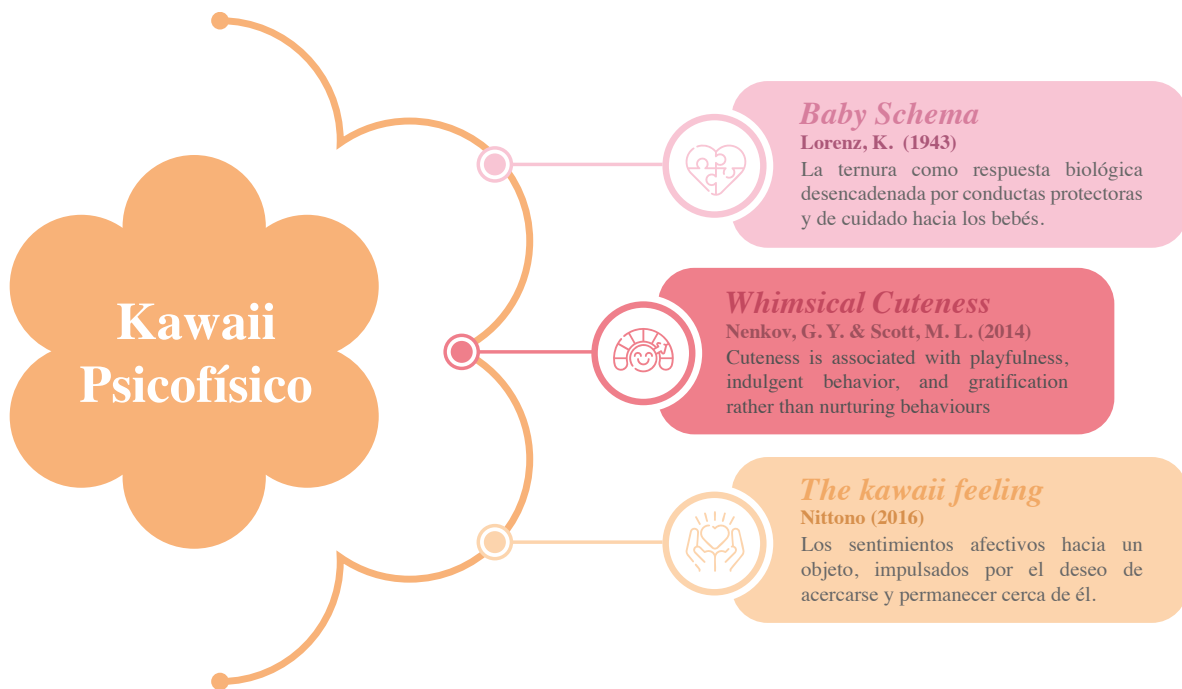 Kawaii
Psicofísico
Baby Schema
Lorenz, K. (1943)
La ternura como respuesta biológica
desencadenada por conductas protectoras
y de cuidado hacia los bebés.
Whimsical Cuteness
Nenkov, G. Y. & Scott, M. L. (2014)
Cuteness is associated with playfulness,
indulgent behavior, and gratification
rather than nurturing behaviours
The kawaii feeling
Nittono (2016)
Los sentimientos afectivos hacia un
objeto, impulsados por el deseo de
acercarse y permanecer cerca de él.